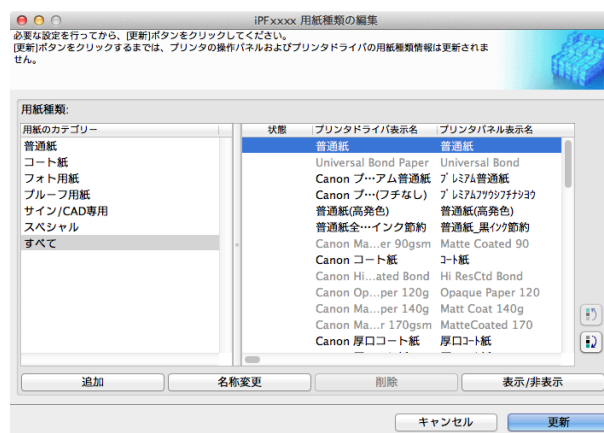 iPFxxxx 用紙種類の編集
必要な設定を行ってから、[更新]ボタンをクリックしてください。
[更新]ボタンをクリックするまでは、プリンタの操作パネルおよびプリンタドライバの用紙種類情報は更新されま
せん。
用紙種類:
用紙のカテゴリー 状態 プリンタドライバ表示名 プリンタパネル表示名
普通紙 普通紙 普通紙
コート紙 Universal Bond Paper Universal Bond
フォト用紙 Canon プ…アム普通紙 プレミアム普通紙
プルーフ用紙 Canon プ…(フチなし) プレミアムフツウシフチナシヨウ
サイン/CAD専用 普通紙(高発色) 普通紙(高発色)
スペシャル 普通紙全…インク節約 普通紙_黒インク節約
すべて Canon Ma…er 90gsm Matte Coated 90
Canon コート紙 コート紙
Canon Hi…ated Bond Hi ResCtd Bond
Canon Op…per 120g Opaque Paper 120
Canon Ma…per 140g Matt Coat 140g
Canon Ma…r 170gsm MatteCoated 170
Canon 厚口コート紙 厚口コート紙
追加 名称変更 削除 表示/非表示
キャンセル 更新